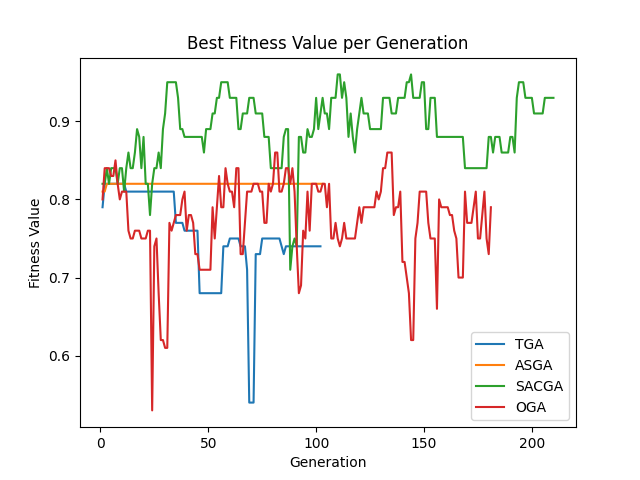 Best Fitness Value per Generation
Fitness Value
0.9
0.8
0.7
0.6
0
50
100
150
200
Generation
TGA
ASGA
SACGA
OGA